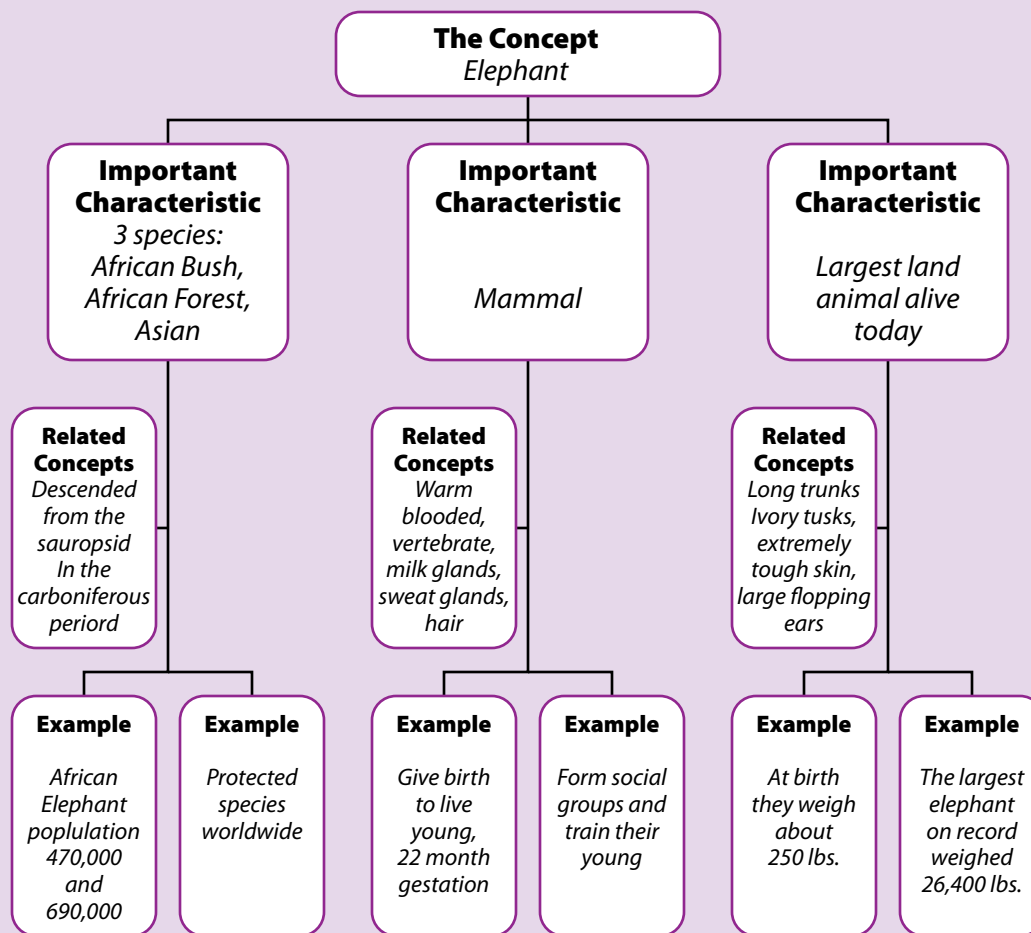 The Concept
Elephant
Important
Characteristic
3 species:
African Bush,
African Forest,
Asian
Important
Characteristic
Mammal
Important
Characteristic
Largest land
animal alive
today
Related
Concepts
Descended
from the
sauropsid
In the
carboniferous
periord
Related
Concepts
Warm
blooded,
vertebrate,
milk glands,
sweat glands,
hair
Related
Concepts
Long trunks
Ivory tusks,
extremely
tough skin,
large flopping
ears
Example
African
Elephant
poplulation
470,000
and
690,000
Example
Protected
species
worldwide
Example
Give birth
to live
young,
22 month
gestation
Example
Form social
groups and
train their
young
Example
At birth
they weigh
about
250 lbs.
Example
The largest
elephant
on record
weighed
26,400 lbs.